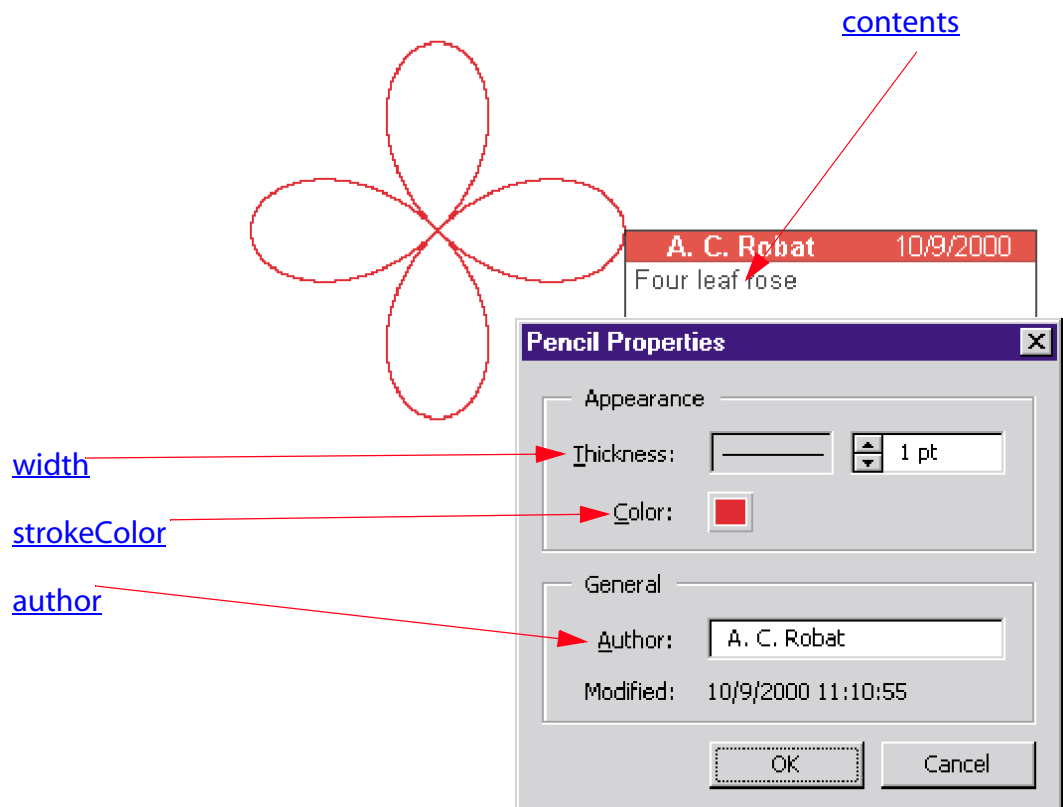 contents
A. C. Robat 10/9/2000
Four leaf rose
Pencil Properties
Appearance
width
Thickness: 1 pt
strokeColor
Color:
author
General
Author: A. C. Robat
Modified: 10/9/2000 11:10:55
OK Cancel